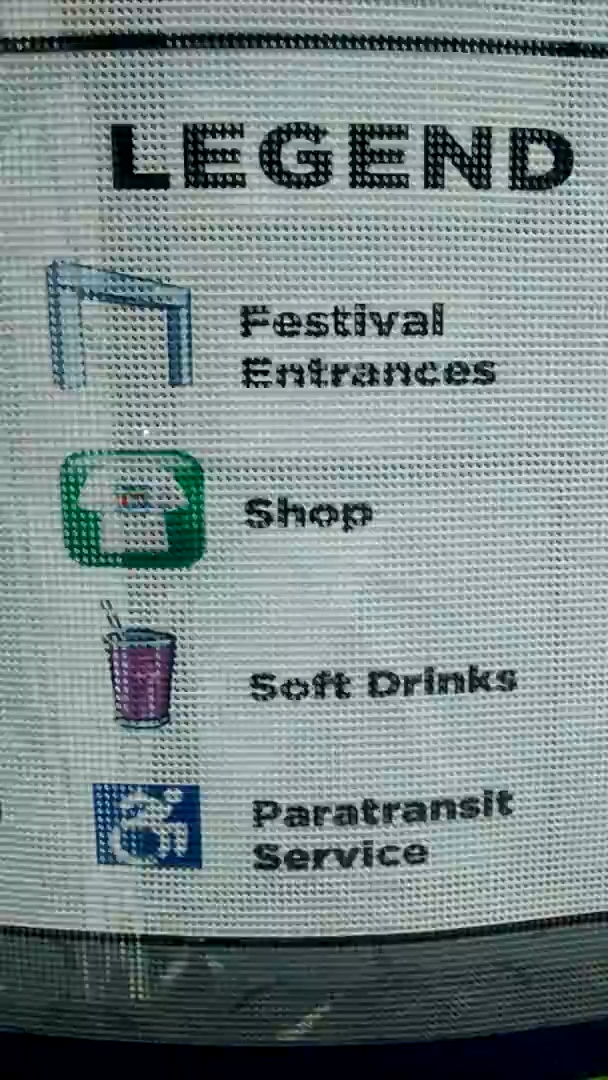 LEGEND
Festival
Entrances
Shop
Soft Drinks
Paratransit
Service